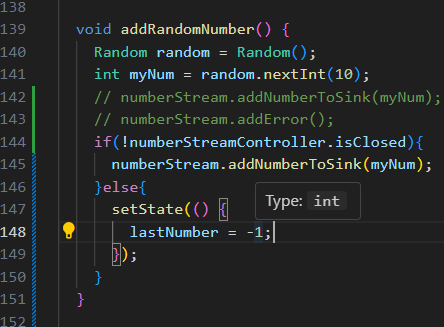 138
139 void addRandomNumber() {
140 Random random = Random();
141 int myNum = random.nextInt(10);
142 // numberStream.addNumberToSink(myNum);
143 // numberStream.addError();
144 if(!numberStreamController.isClosed){
145 numberStream.addNumberToSink(myNum);
146 }else{
Type: int
147 setState(() {
148 lastNumber = -1;
149 });
150 }
151 }
152